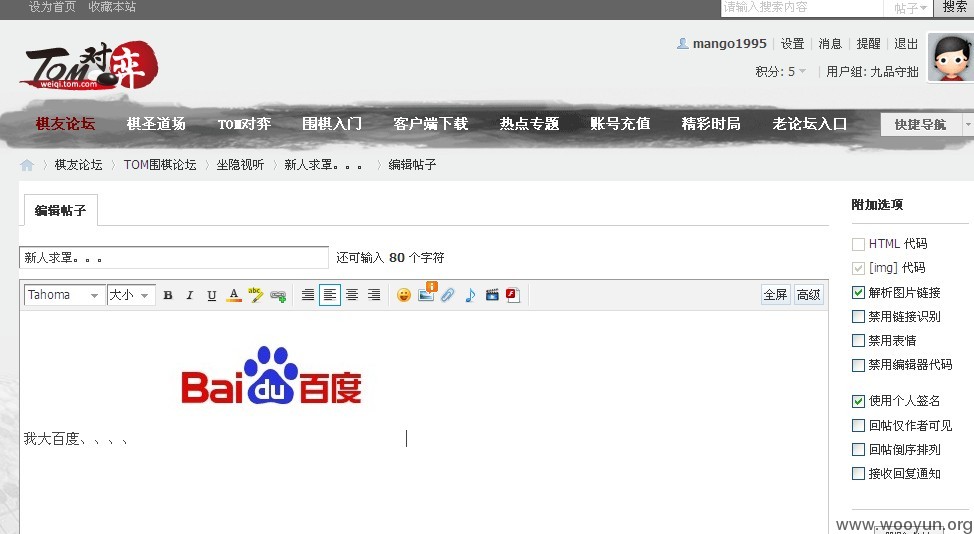 设为首页 收藏本站
请输入搜索内容 帖子 搜索
TOM对弈
weiqi.tom.com
mango1995 设置 消息 提醒 退出
积分: 5 用户组: 九品守拙
棋友论坛 棋圣道场 TOM对弈 围棋入门 客户端下载 热点专题 账号充值 精彩时局 老论坛入口 快捷导航
棋友论坛 TOM围棋论坛 坐隐视听 新人求罩。。。 编辑帖子
编辑帖子
新人求罩。。。 还可输入 80 个字符
Tahoma 大小 B I U A abc 全屏 高级
Baidu百度
我大百度、、、、
附加选项
HTML 代码
[img] 代码
解析图片链接
禁用链接识别
禁用表情
禁用编辑器代码
使用个人签名
回帖仅作者可见
回帖倒序排列
接收回复通知
www.wooyun.org